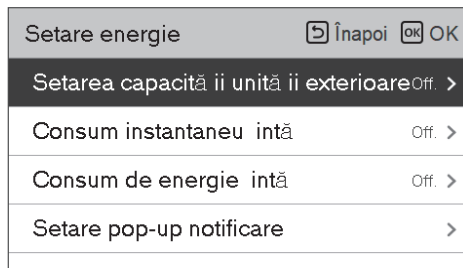 Setare energie Înapoi OK OK
Setarea capacită ii unită ii exterioare Off. >
Consum instantaneu intă Off. >
Consum de energie intă Off. >
Setare pop-up notificare >